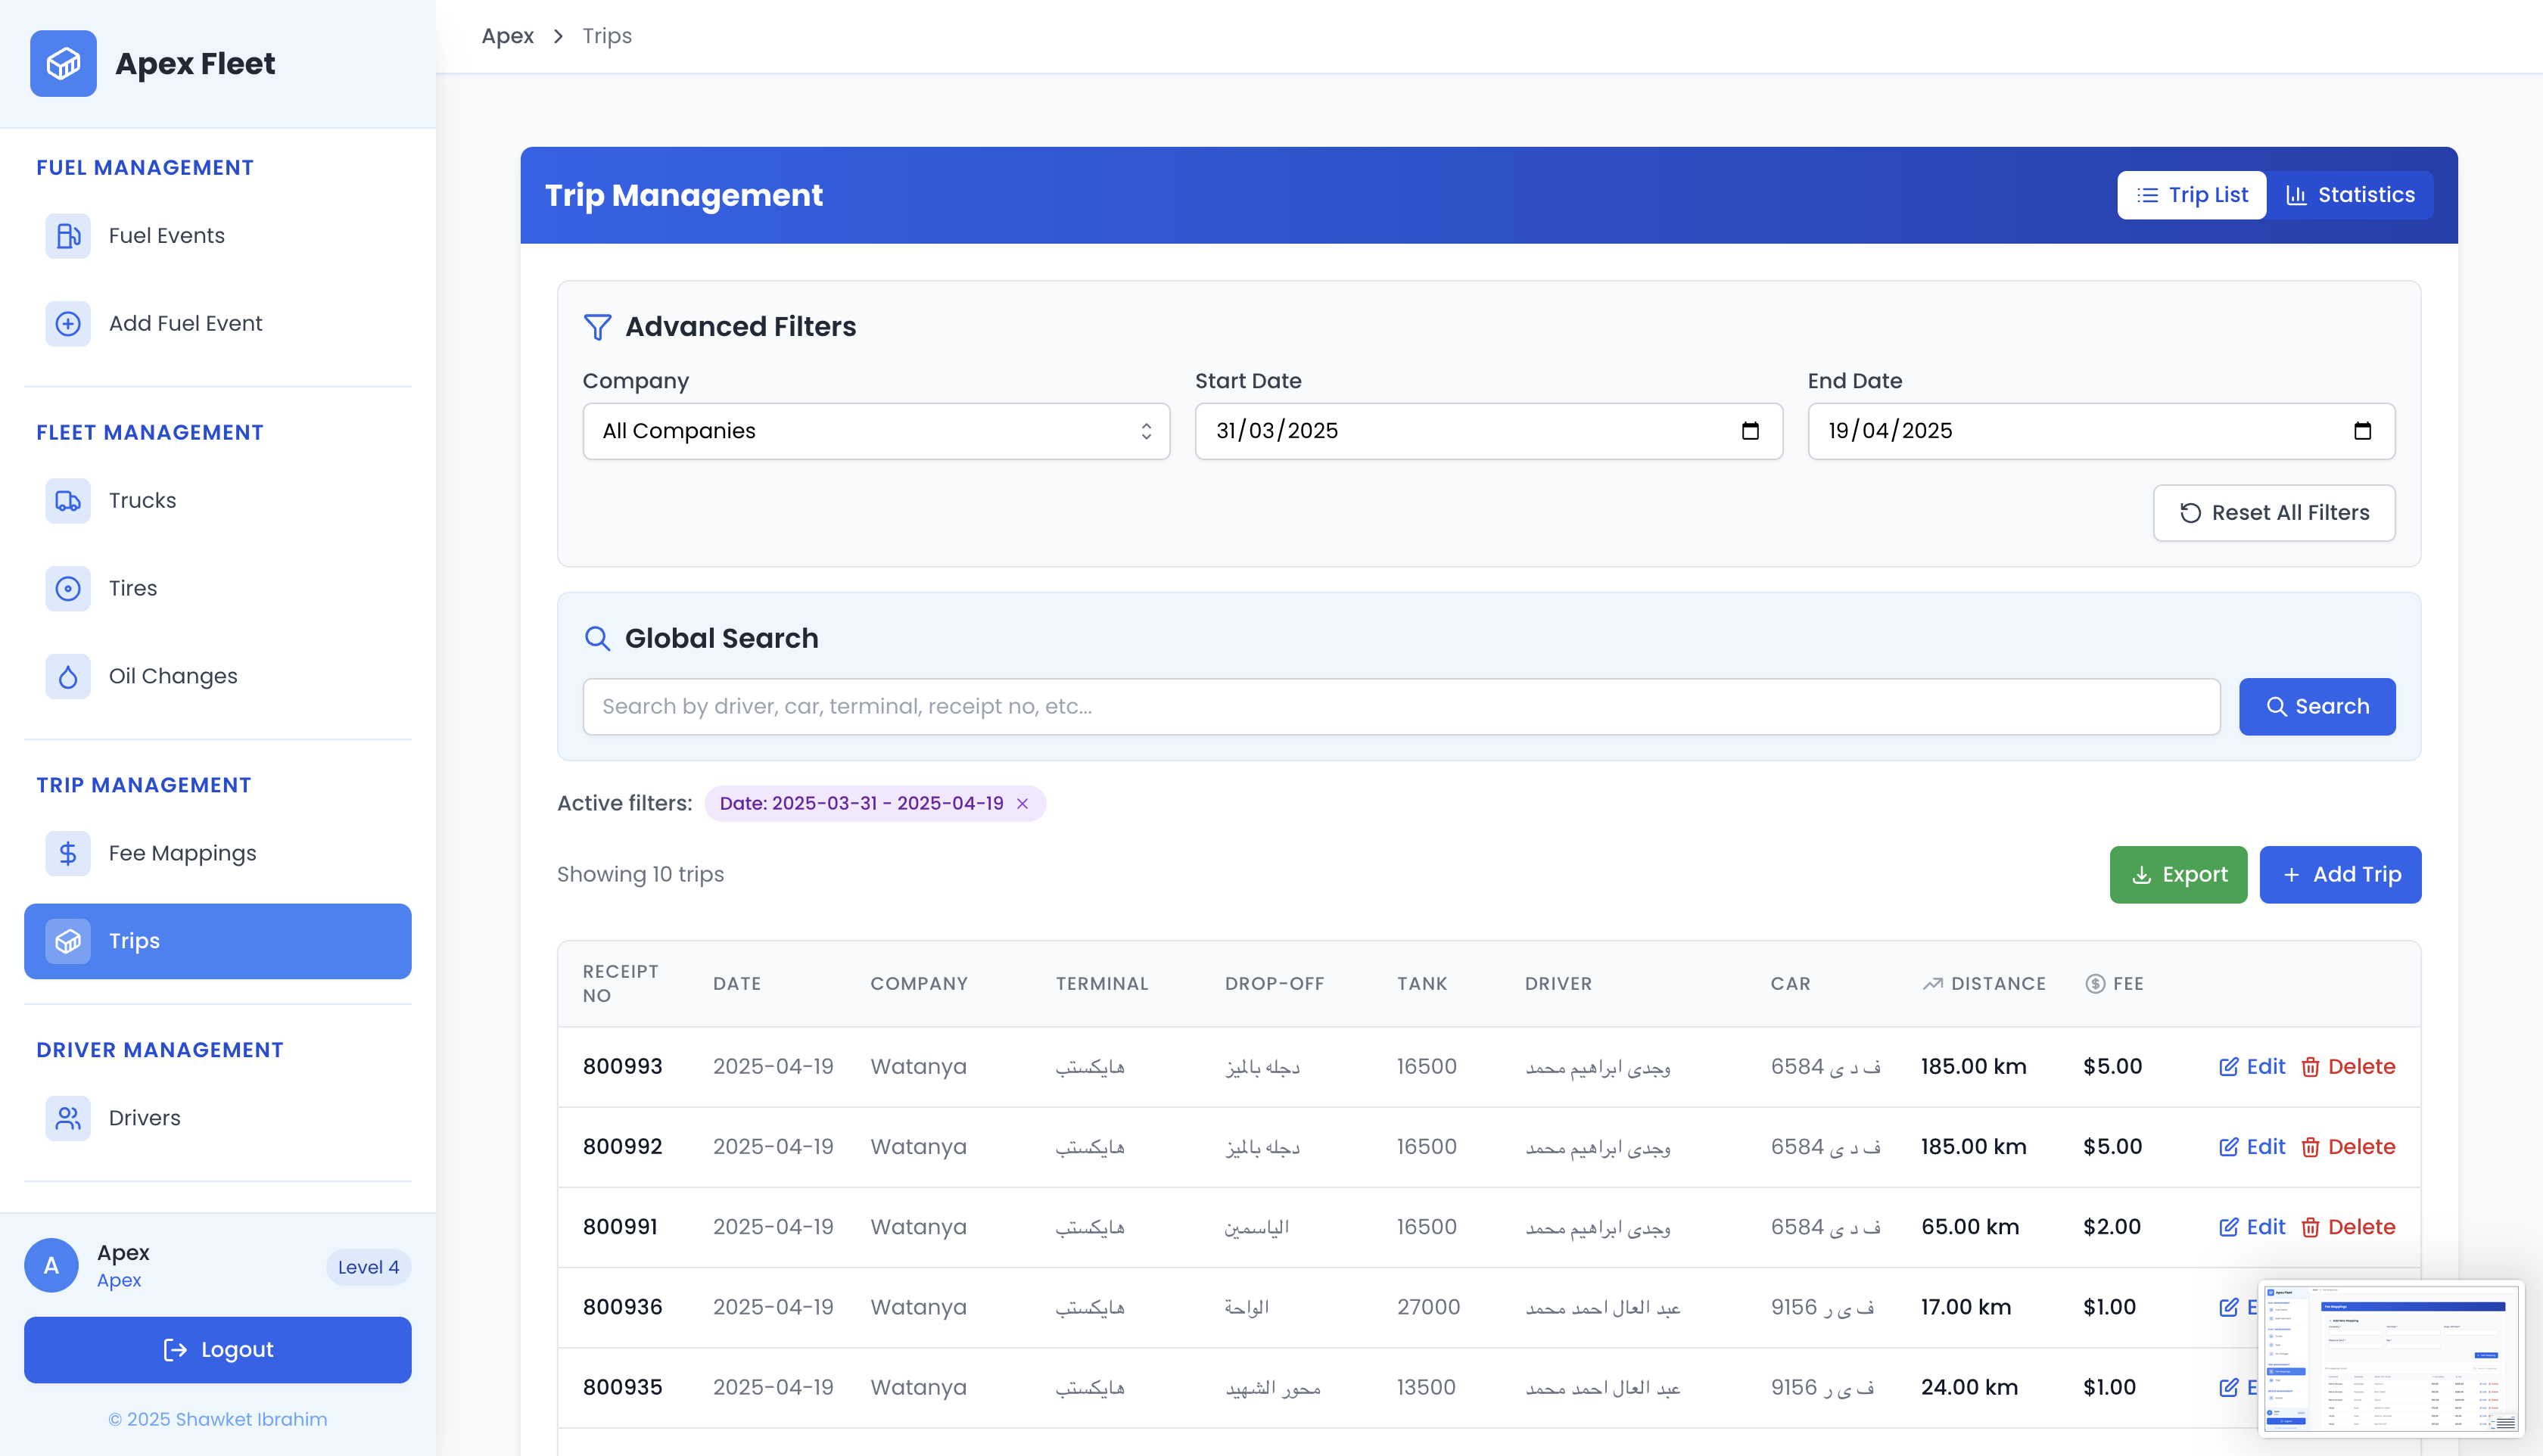 Apex Fleet
FUEL MANAGEMENT
Fuel Events
Add Fuel Event
FLEET MANAGEMENT
Trucks
Tires
Oil Changes
TRIP MANAGEMENT
Fee Mappings
Trips
DRIVER MANAGEMENT
Drivers
A
Apex
Apex
Level 4
Logout
© 2025 Shawket Ibrahim
Apex > Trips
Trip Management
Trip List
Statistics
Advanced Filters
Company
Start Date
End Date
All Companies
31/03/2025
19/04/2025
Reset All Filters
Global Search
Search by driver, car, terminal, receipt no, etc...
Search
Active filters: Date: 2025-03-31 - 2025-04-19 ×
Showing 10 trips
Export
+ Add Trip
RECEIPT NO DATE COMPANY TERMINAL DROP-OFF TANK DRIVER CAR DISTANCE FEE
800993 2025-04-19 Watanya هايكستب دجله بالميز 16500 وجدى ابراهيم محمد ف د ى 6584 185.00 km $5.00 Edit Delete
800992 2025-04-19 Watanya هايكستب دجله بالميز 16500 وجدى ابراهيم محمد ف د ى 6584 185.00 km $5.00 Edit Delete
800991 2025-04-19 Watanya هايكستب الياسمين 16500 وجدى ابراهيم محمد ف د ى 6584 65.00 km $2.00 Edit Delete
800936 2025-04-19 Watanya هايكستب الواحة 27000 عبد العال احمد محمد ف ى ر 9156 17.00 km $1.00
800935 2025-04-19 Watanya هايكستب محور الشهيد 13500 عبد العال احمد محمد ف ى ر 9156 24.00 km $1.00